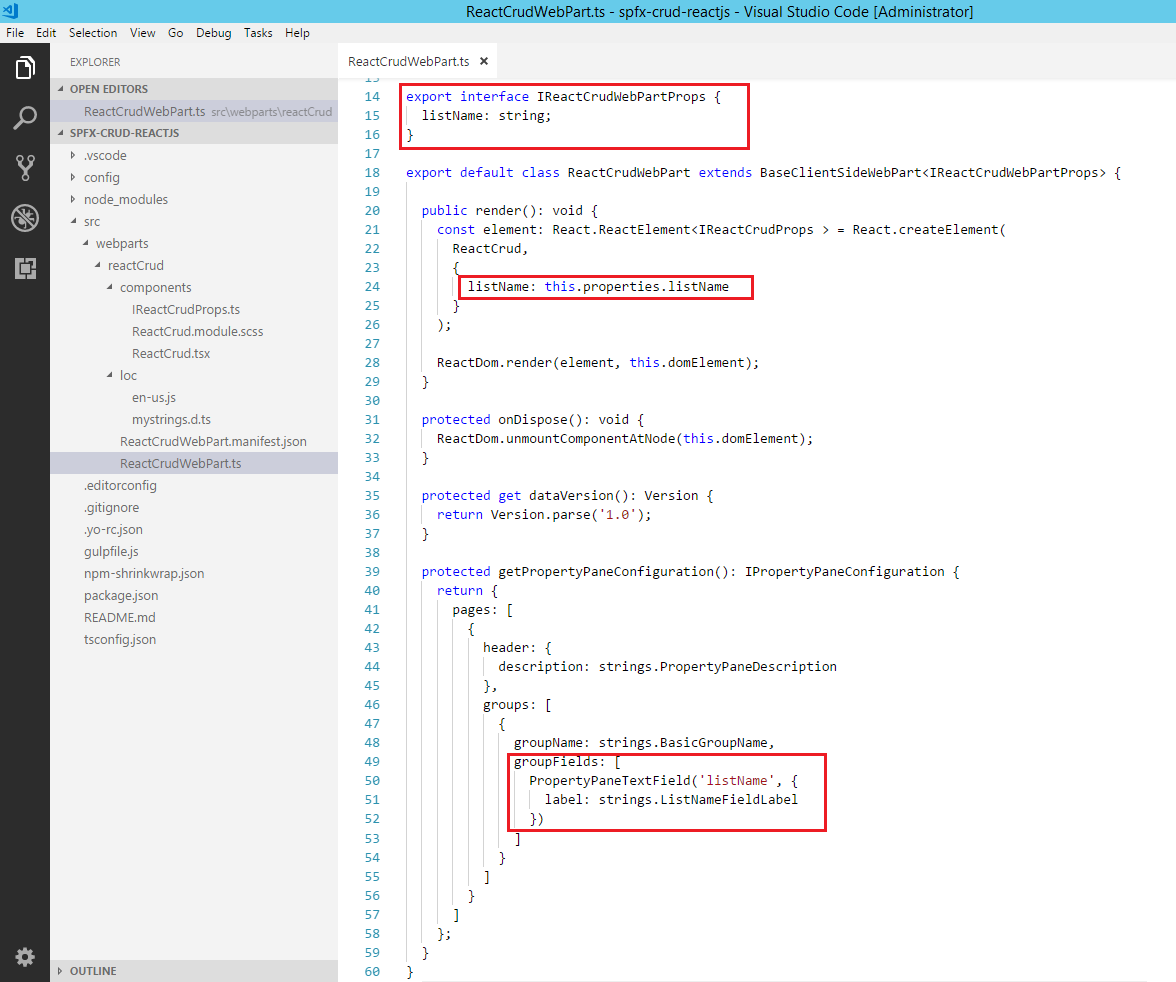 ReactCrudWebPart.ts - spfx-crud-reactjs - Visual Studio Code [Administrator]
File Edit Selection View Go Debug Tasks Help
EXPLORER
OPEN EDITORS
ReactCrudWebPart.ts src\webparts\reactCrud
SPFX-CRUD-REACTJS
.vscode
config
node_modules
src
webparts
reactCrud
components
IReactCrudProps.ts
ReactCrud.module.scss
ReactCrud.tsx
loc
en-us.js
mystrings.d.ts
ReactCrudWebPart.manifest.json
ReactCrudWebPart.ts
.editorconfig
.gitignore
.yo-rc.json
gulpfile.js
npm-shrinkwrap.json
package.json
README.md
tsconfig.json
OUTLINE
ReactCrudWebPart.ts ×
13
14 export interface IReactCrudWebPartProps {
15   listName: string;
16 }
17
18 export default class ReactCrudWebPart extends BaseClientSideWebPart<IReactCrudWebPartProps> {
19
20   public render(): void {
21     const element: React.ReactElement<IReactCrudProps > = React.createElement(
22       ReactCrud,
23       {
24         listName: this.properties.listName
25       }
26     );
27
28     ReactDom.render(element, this.domElement);
29   }
30
31   protected onDispose(): void {
32     ReactDom.unmountComponentAtNode(this.domElement);
33   }
34
35   protected get dataVersion(): Version {
36     return Version.parse('1.0');
37   }
38
39   protected getPropertyPaneConfiguration(): IPropertyPaneConfiguration {
40     return {
41       pages: [
42         {
43           header: {
44             description: strings.PropertyPaneDescription
45           },
46           groups: [
47             {
48               groupName: strings.BasicGroupName,
49               groupFields: [
50                 PropertyPaneTextField('listName', {
51                   label: strings.ListNameFieldLabel
52                 })
53               ]
54             }
55           ]
56         }
57       ]
58     };
59   }
60 }